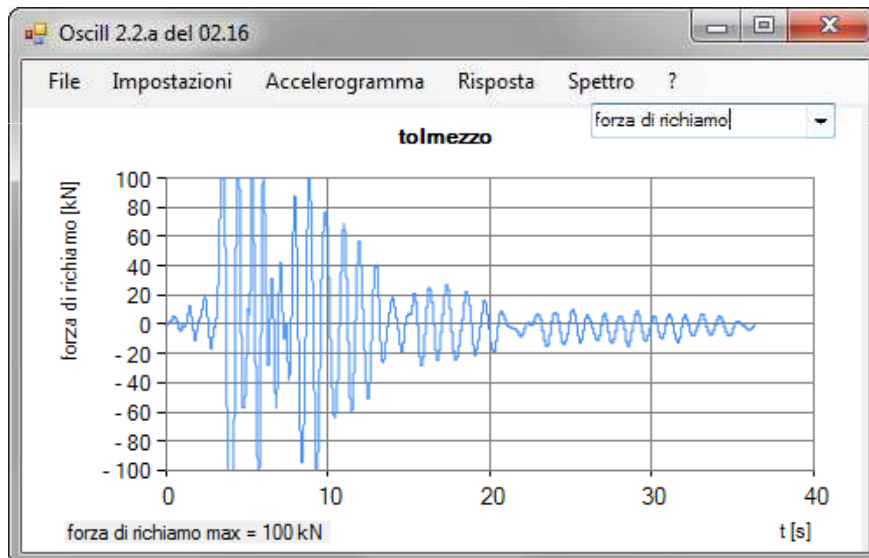 Oscill 2.2.a del 02.16
File Impostazioni Accelerogramma Risposta Spettro ?
forza di richiamo
tolmezzo
forza di richiamo [kN]
100
80
60
40
20
0
- 20
- 40
- 60
- 80
- 100
0 10 20 30 40
t [s]
forza di richiamo max = 100 kN